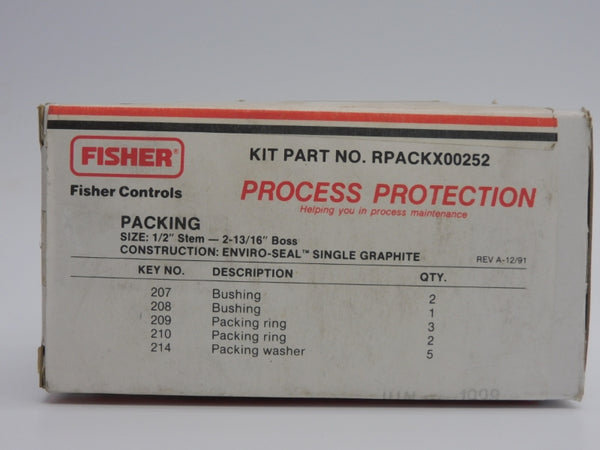 FISHER®
KIT PART NO. RPACKX00252
Fisher Controls
PROCESS PROTECTION
Helping you in process maintenance
PACKING
SIZE: 1/2" Stem — 2-13/16" Boss
CONSTRUCTION: ENVIRO-SEAL™ SINGLE GRAPHITE
REV A-12/91
KEY NO. DESCRIPTION QTY.
207 Bushing 2
208 Bushing 1
209 Packing ring 3
210 Packing ring 2
214 Packing washer 5